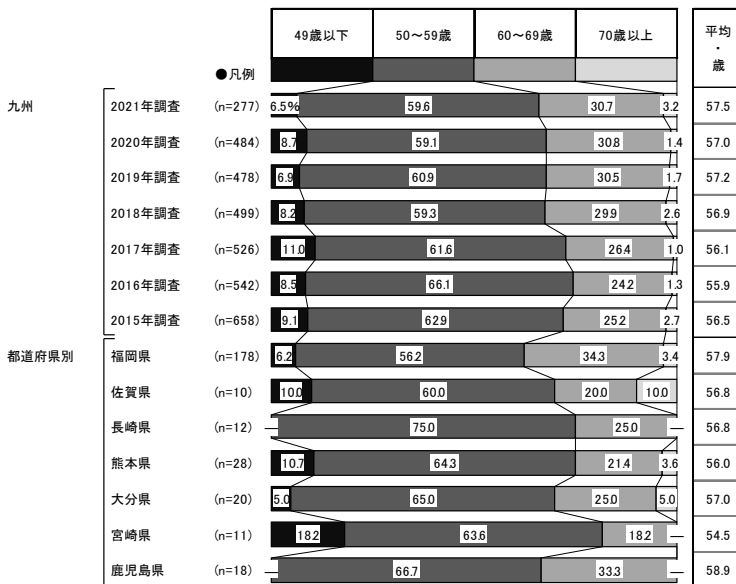 49歳以下 50～59歳 60～69歳 70歳以上 平均・歳
●凡例
九州 2021年調査 (n=277) 6.5% 59.6 30.7 3.2 57.5
2020年調査 (n=484) 8.7 59.1 30.8 1.4 57.0
2019年調査 (n=478) 6.9 60.9 30.5 1.7 57.2
2018年調査 (n=499) 8.2 59.3 29.9 2.6 56.9
2017年調査 (n=526) 11.0 61.6 26.4 1.0 56.1
2016年調査 (n=542) 8.5 66.1 24.2 1.3 55.9
2015年調査 (n=658) 9.1 62.9 25.2 2.7 56.5
都道府県別 福岡県 (n=178) 6.2 56.2 34.3 3.4 57.9
佐賀県 (n=10) 10.0 60.0 20.0 10.0 56.8
長崎県 (n=12) 75.0 25.0 56.8
熊本県 (n=28) 10.7 64.3 21.4 3.6 56.0
大分県 (n=20) 5.0 65.0 25.0 5.0 57.0
宮崎県 (n=11) 18.2 63.6 18.2 54.5
鹿児島県 (n=18) 66.7 33.3 58.9